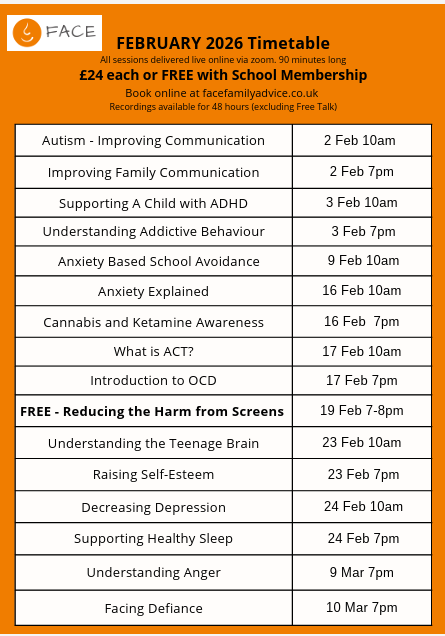 FACE
FEBRUARY 2026 Timetable
All sessions delivered live online via zoom. 90 minutes long
£24 each or FREE with School Membership
Book online at facefamilyadvice.co.uk
Recordings available for 48 hours (excluding Free Talk)
Autism - Improving Communication 2 Feb 10am
Improving Family Communication 2 Feb 7pm
Supporting A Child with ADHD 3 Feb 10am
Understanding Addictive Behaviour 3 Feb 7pm
Anxiety Based School Avoidance 9 Feb 10am
Anxiety Explained 16 Feb 10am
Cannabis and Ketamine Awareness 16 Feb 7pm
What is ACT? 17 Feb 10am
Introduction to OCD 17 Feb 7pm
FREE - Reducing the Harm from Screens 19 Feb 7-8pm
Understanding the Teenage Brain 23 Feb 10am
Raising Self-Esteem 23 Feb 7pm
Decreasing Depression 24 Feb 10am
Supporting Healthy Sleep 24 Feb 7pm
Understanding Anger 9 Mar 7pm
Facing Defiance 10 Mar 7pm